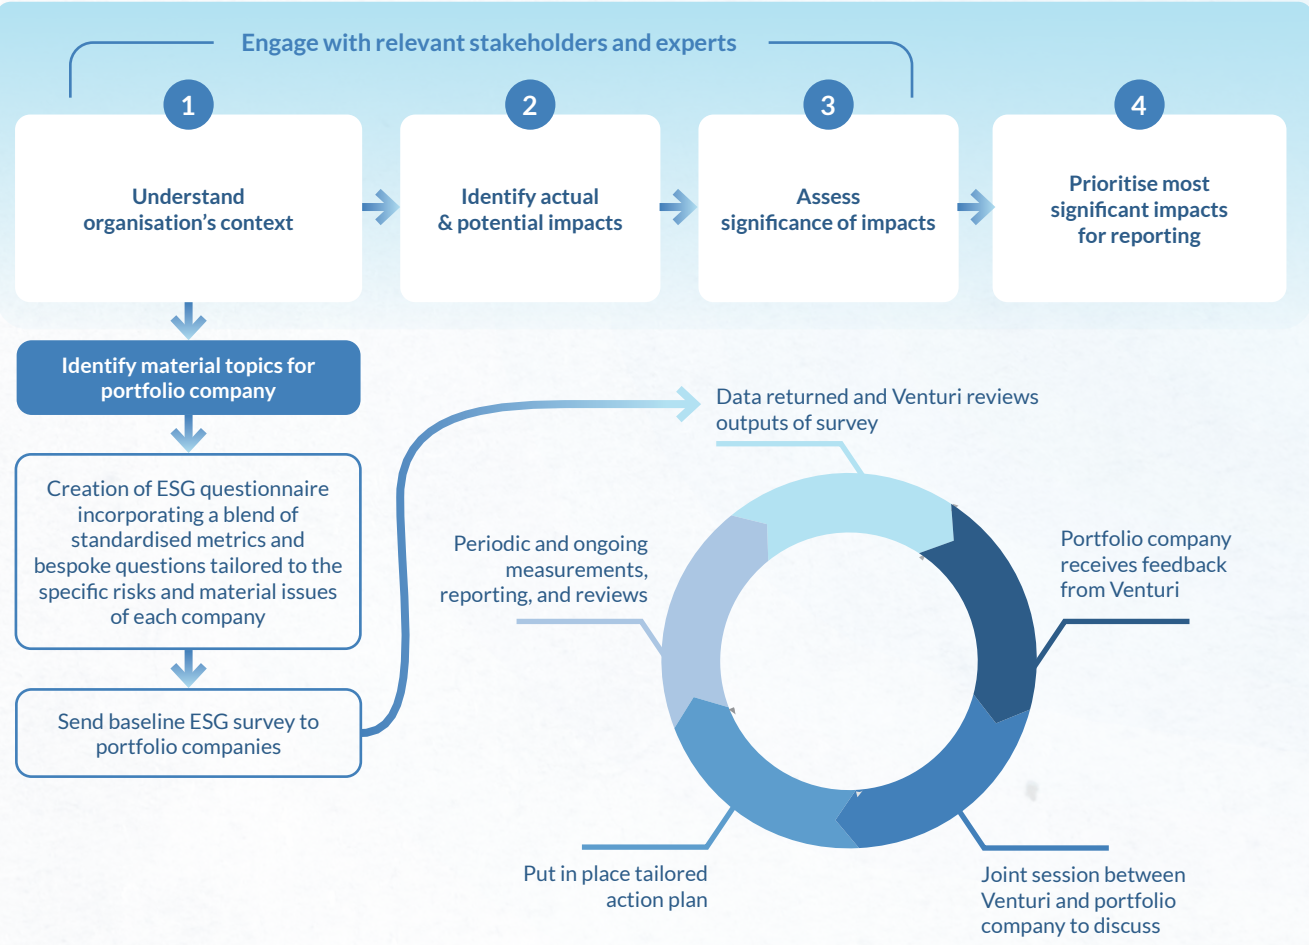 Engage with relevant stakeholders and experts
1
Understand
organisation's context
2
Identify actual
& potential impacts
3
Assess
significance of impacts
4
Prioritise most
significant impacts
for reporting
Identify material topics for
portfolio company
Creation of ESG questionnaire
incorporating a blend of
standardised metrics and
bespoke questions tailored to the
specific risks and material issues
of each company
Send baseline ESG survey to
portfolio companies
Data returned and Venturi reviews
outputs of survey
Portfolio company
receives feedback
from Venturi
Joint session between
Venturi and portfolio
company to discuss
Put in place tailored
action plan
Periodic and ongoing
measurements,
reporting, and reviews